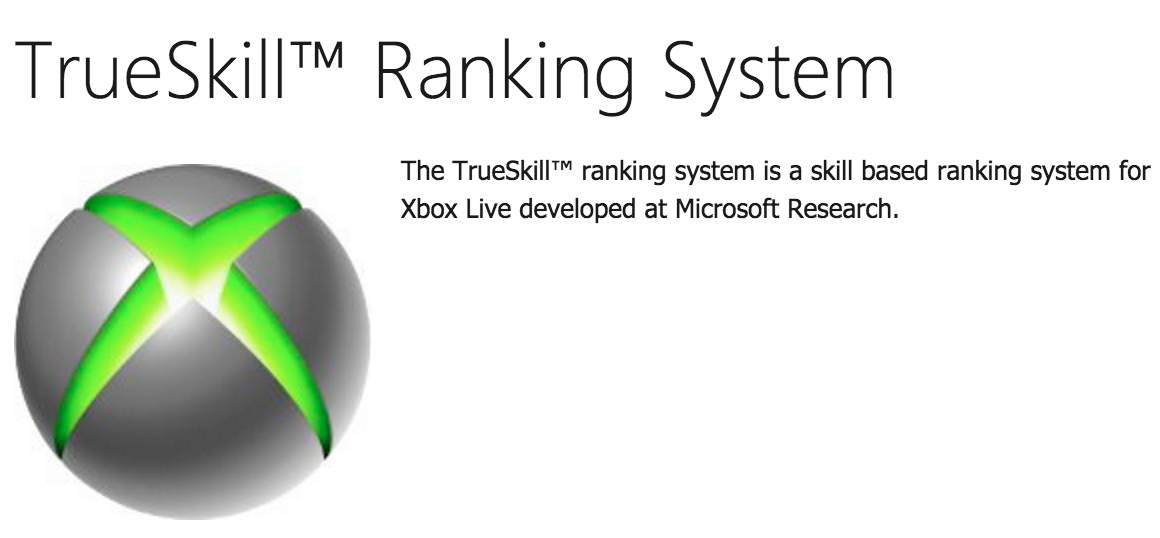 TrueSkill™ Ranking System
The TrueSkill™ ranking system is a skill based ranking system for
Xbox Live developed at Microsoft Research.